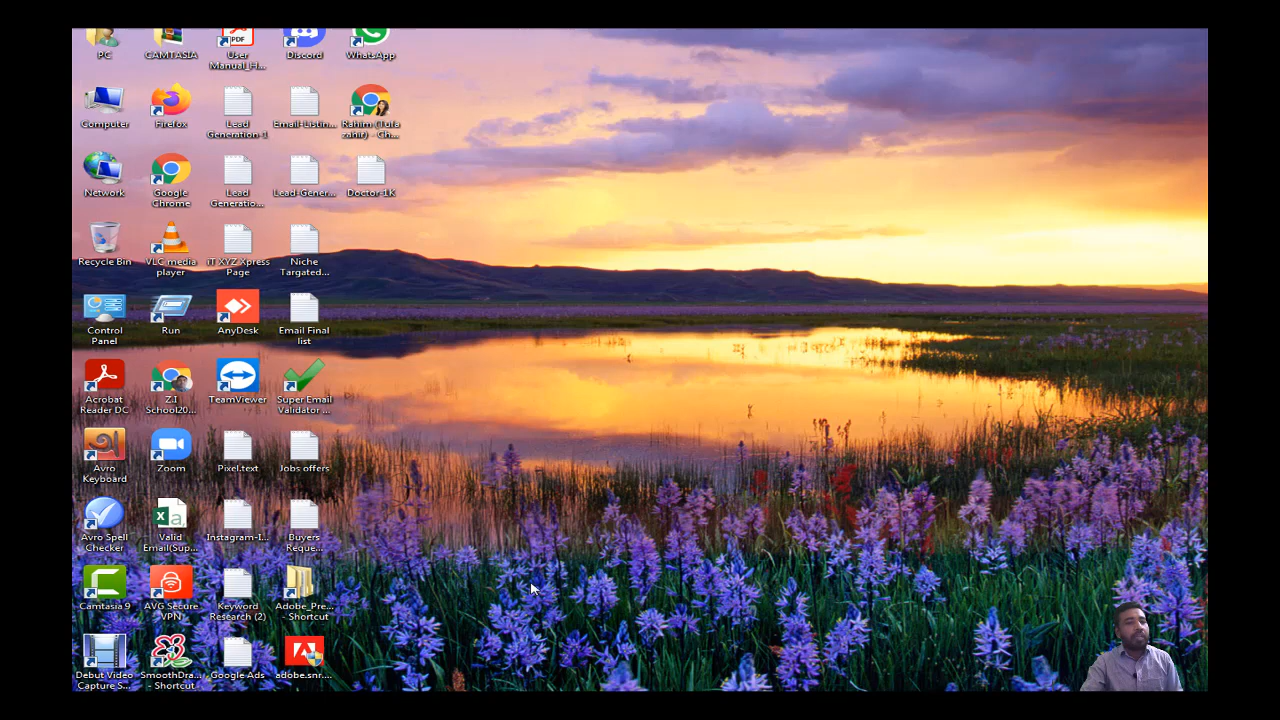 PC
CAMTASIA
PDF
User
Manual_H...
Discord
WhatsApp
Computer
Firefox
Lead
Generation-1
Email-Listin...
Rahim (Tufa
zahir) - Ch...
Network
Google
Chrome
Lead
Generatio...
Lead-Gener...
Doctor-1K
Recycle Bin
VLC media
player
IT XYZ Xpress
Page
Niche
Targated...
Control
Panel
Run
AnyDesk
Email Final
list
Acrobat
Reader DC
Z.I
School20...
TeamViewer
Super Email
Validator ...
Avro
Keyboard
Zoom
Pixel.text
Jobs offers
Avro Spell
Checker
Valid
Email(Sup...
Instagram-I...
Buyers
Reque...
Camtasia 9
AVG Secure
VPN
Keyword
Research (2)
Adobe_Pre...
- Shortcut
Debut Video
Capture S...
SmoothDra...
- Shortcut
Google Ads
adobe.snr....